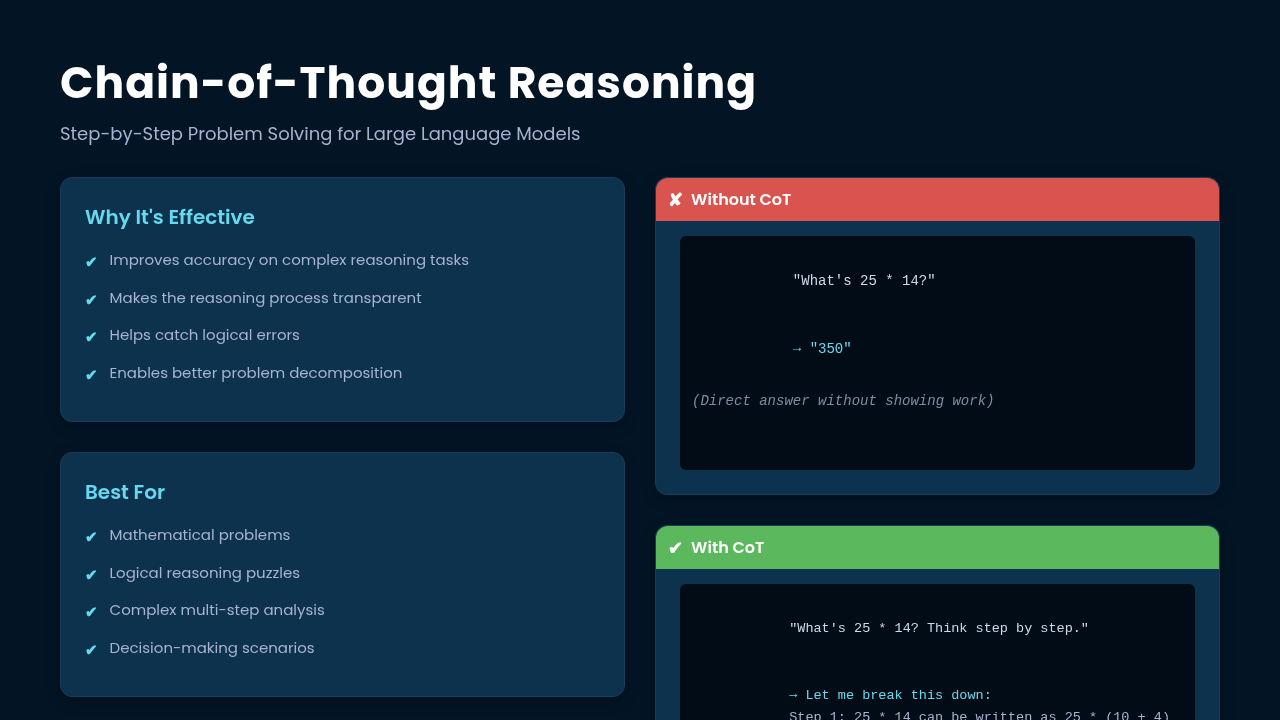 Chain-of-Thought Reasoning
Step-by-Step Problem Solving for Large Language Models
Why It's Effective
✔ Improves accuracy on complex reasoning tasks
✔ Makes the reasoning process transparent
✔ Helps catch logical errors
✔ Enables better problem decomposition
Best For
✔ Mathematical problems
✔ Logical reasoning puzzles
✔ Complex multi-step analysis
✔ Decision-making scenarios
✘ Without CoT
"What's 25 * 14?"
→ "350"
(Direct answer without showing work)
✔ With CoT
"What's 25 * 14? Think step by step."
→ Let me break this down:
Step 1: 25 * 14 can be written as 25 * (10 + 4)